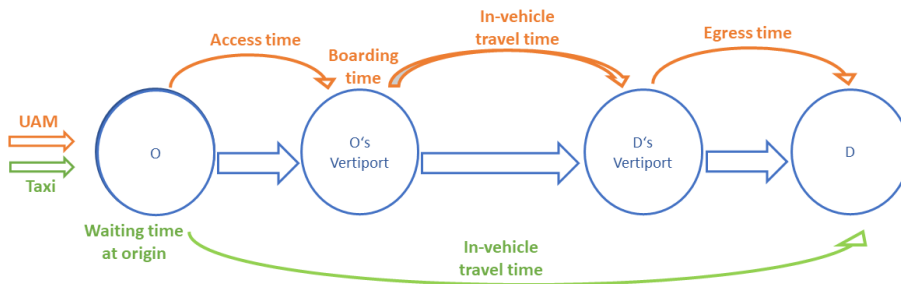 In-vehicle
travel time
Egress time
Access time
Boarding
time
UAM
Taxi
O
O's
Vertiport
D's
Vertiport
D
Waiting time
at origin
In-vehicle
travel time